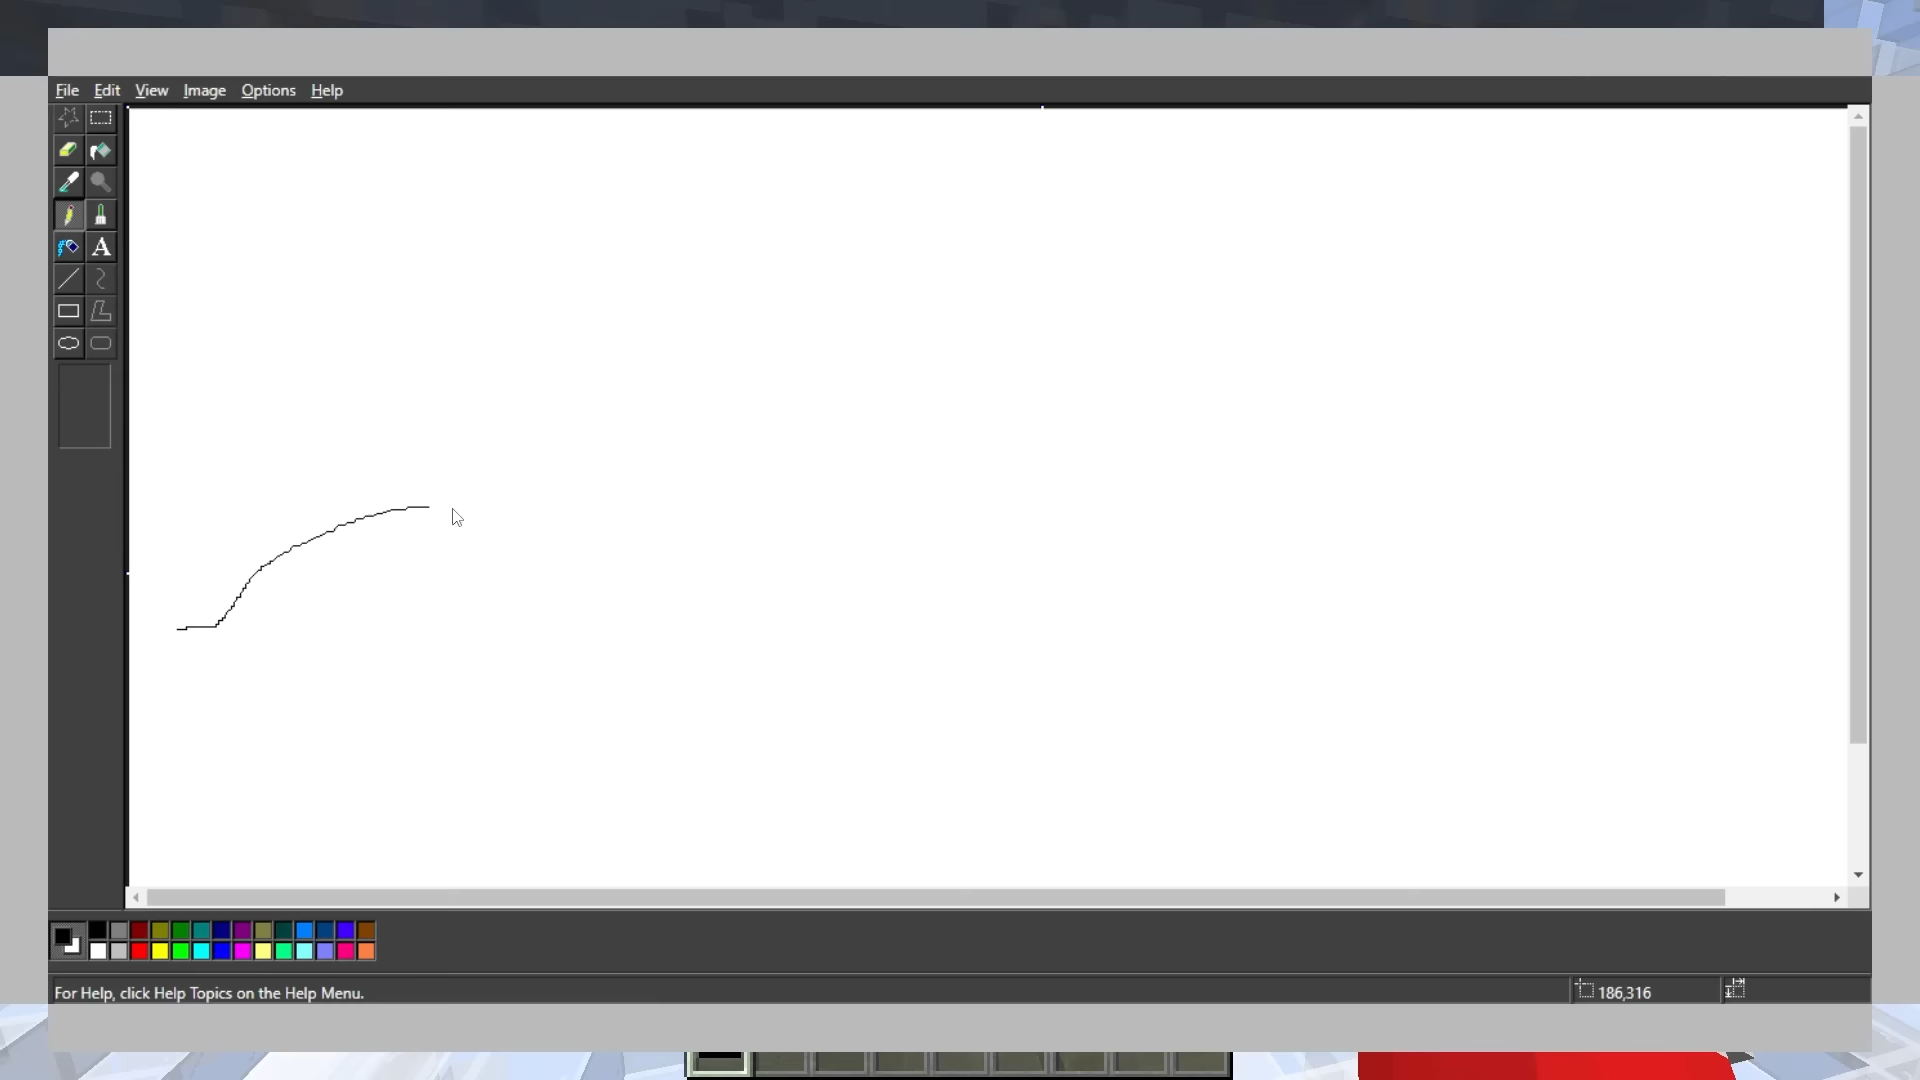 File Edit View Image Options Help
A
For Help, click Help Topics on the Help Menu.
186,316